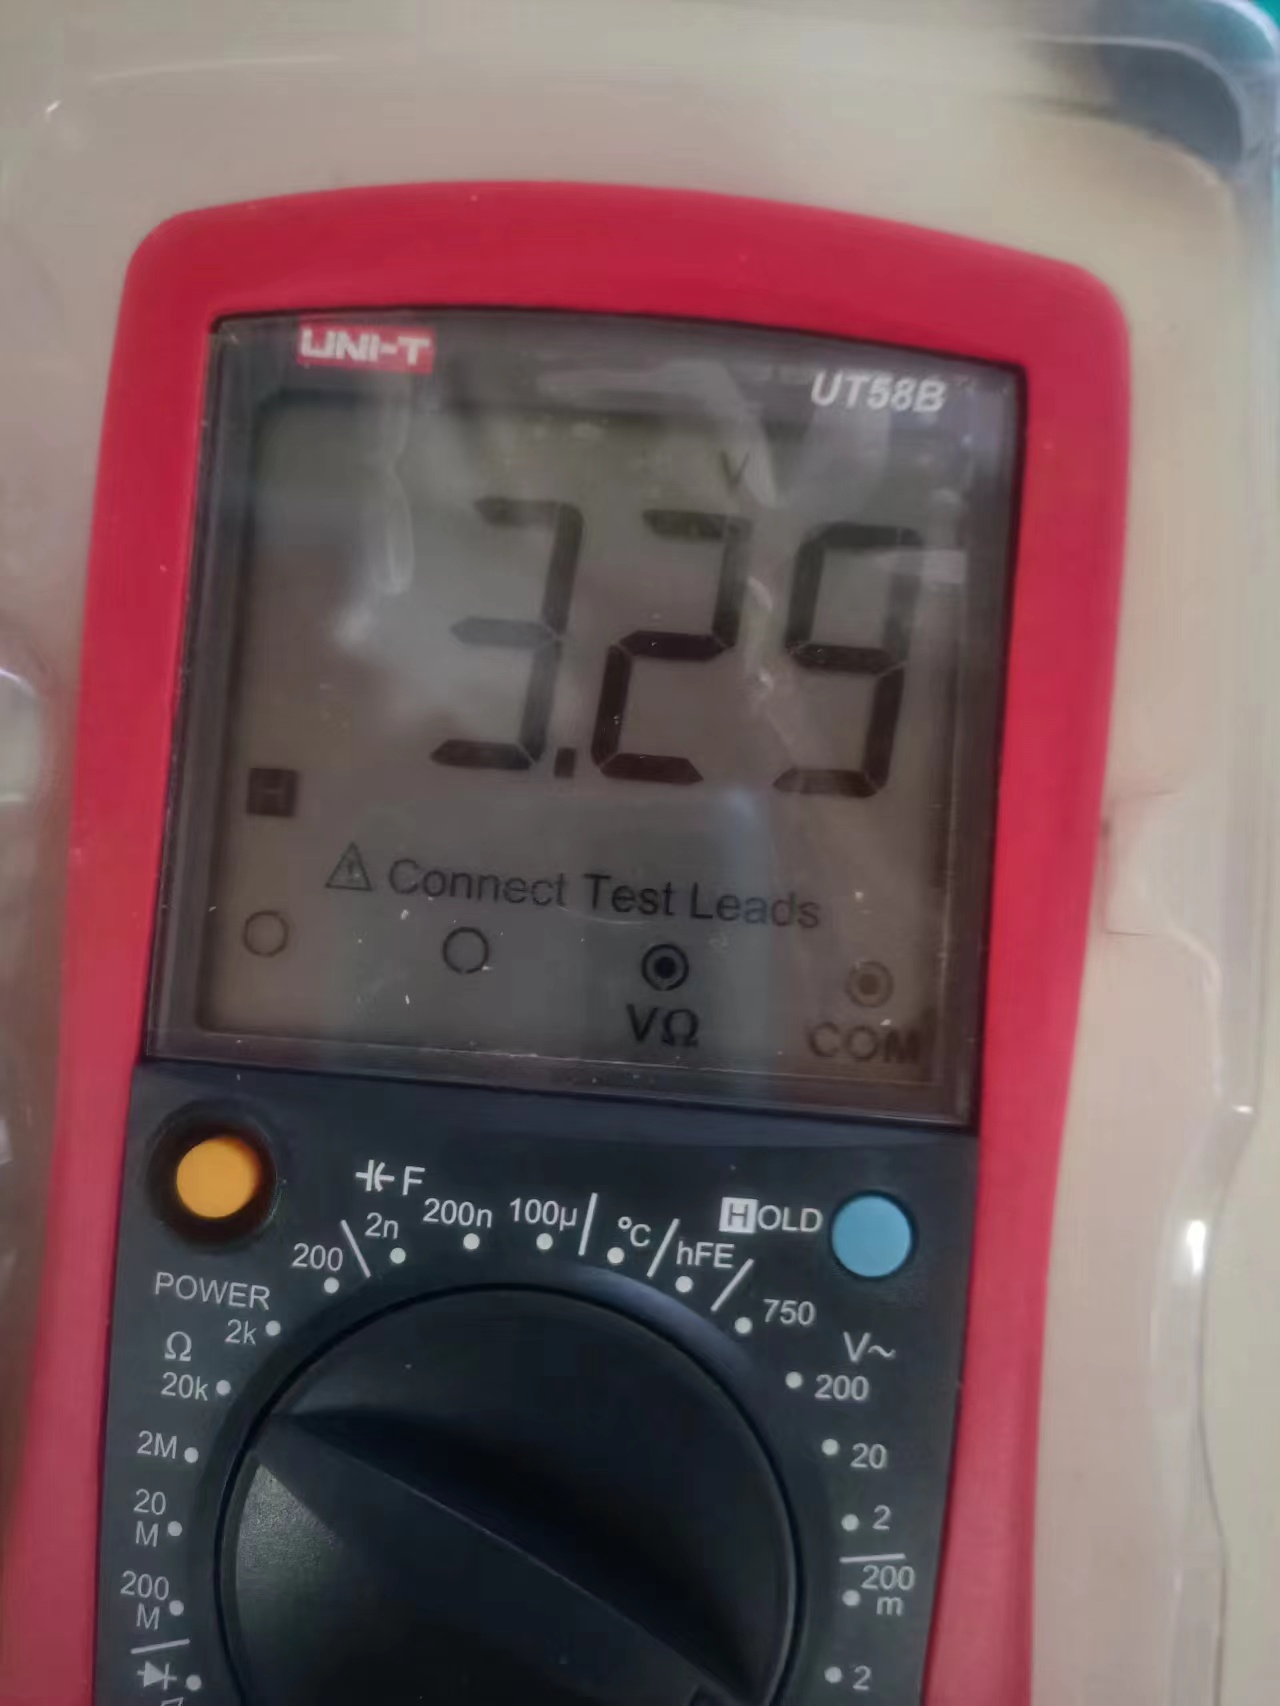 UNI-T
UT58B
V
3.29
H
⚠ Connect Test Leads
VΩ COM
F
2n 200n 100µ °C hFE
HOLD
200
POWER
750
Ω 2k
V~
20k
200
2M
20
20 M
2
200 m
200 M
2